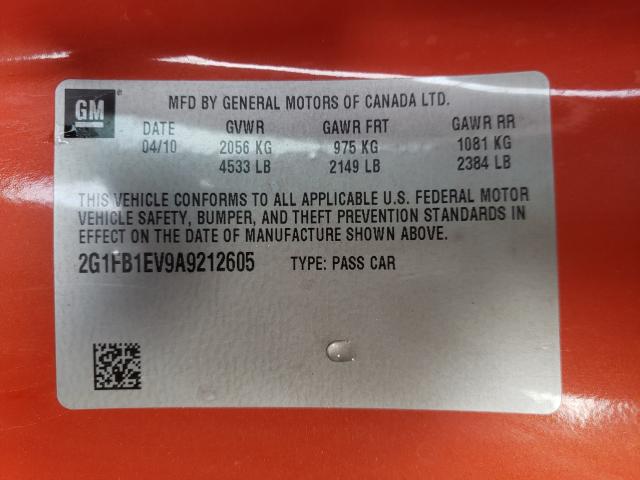 GM
MFD BY GENERAL MOTORS OF CANADA LTD.
DATE GVWR GAWR FRT GAWR RR
04/10 2056 KG 975 KG 1081 KG
4533 LB 2149 LB 2384 LB
THIS VEHICLE CONFORMS TO ALL APPLICABLE U.S. FEDERAL MOTOR
VEHICLE SAFETY, BUMPER, AND THEFT PREVENTION STANDARDS IN
EFFECT ON THE DATE OF MANUFACTURE SHOWN ABOVE.
2G1FB1EV9A9212605 TYPE: PASS CAR